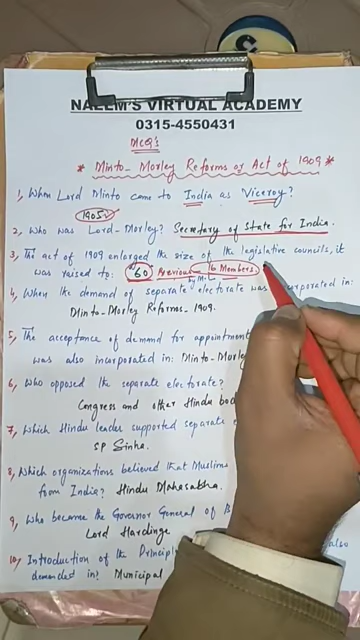 NAEEM'S VIRTUAL ACADEMY
0315-4550431
MCQ's
* Minto-Morley Reforms or Act of 1909 *
1, When Lord Minto came to India as Viceroy?
1905
2, Who was Lord-Morley? Secretary of State for India.
3, The act of 1909 enlarged the size of the legislative councils, it
was raised to: 60 Previous 16 Members.
4, When the demand of separate electorate was incorporated in:
Minto-Morley Reforms-1909.
5, The acceptance of demand for appointment
was also incorporated in: Minto-Morley
6, Who opposed the separate electorate?
Congress and other Hindu
7, Which Hindu leader supported separate
SP Sinha.
8, Which organizations believed that Muslims
from India? Hindu Mahasabha.
9, Who became the Governor General of
Lord Hardinge
10, Introduction of the also
demanded in? Municipal